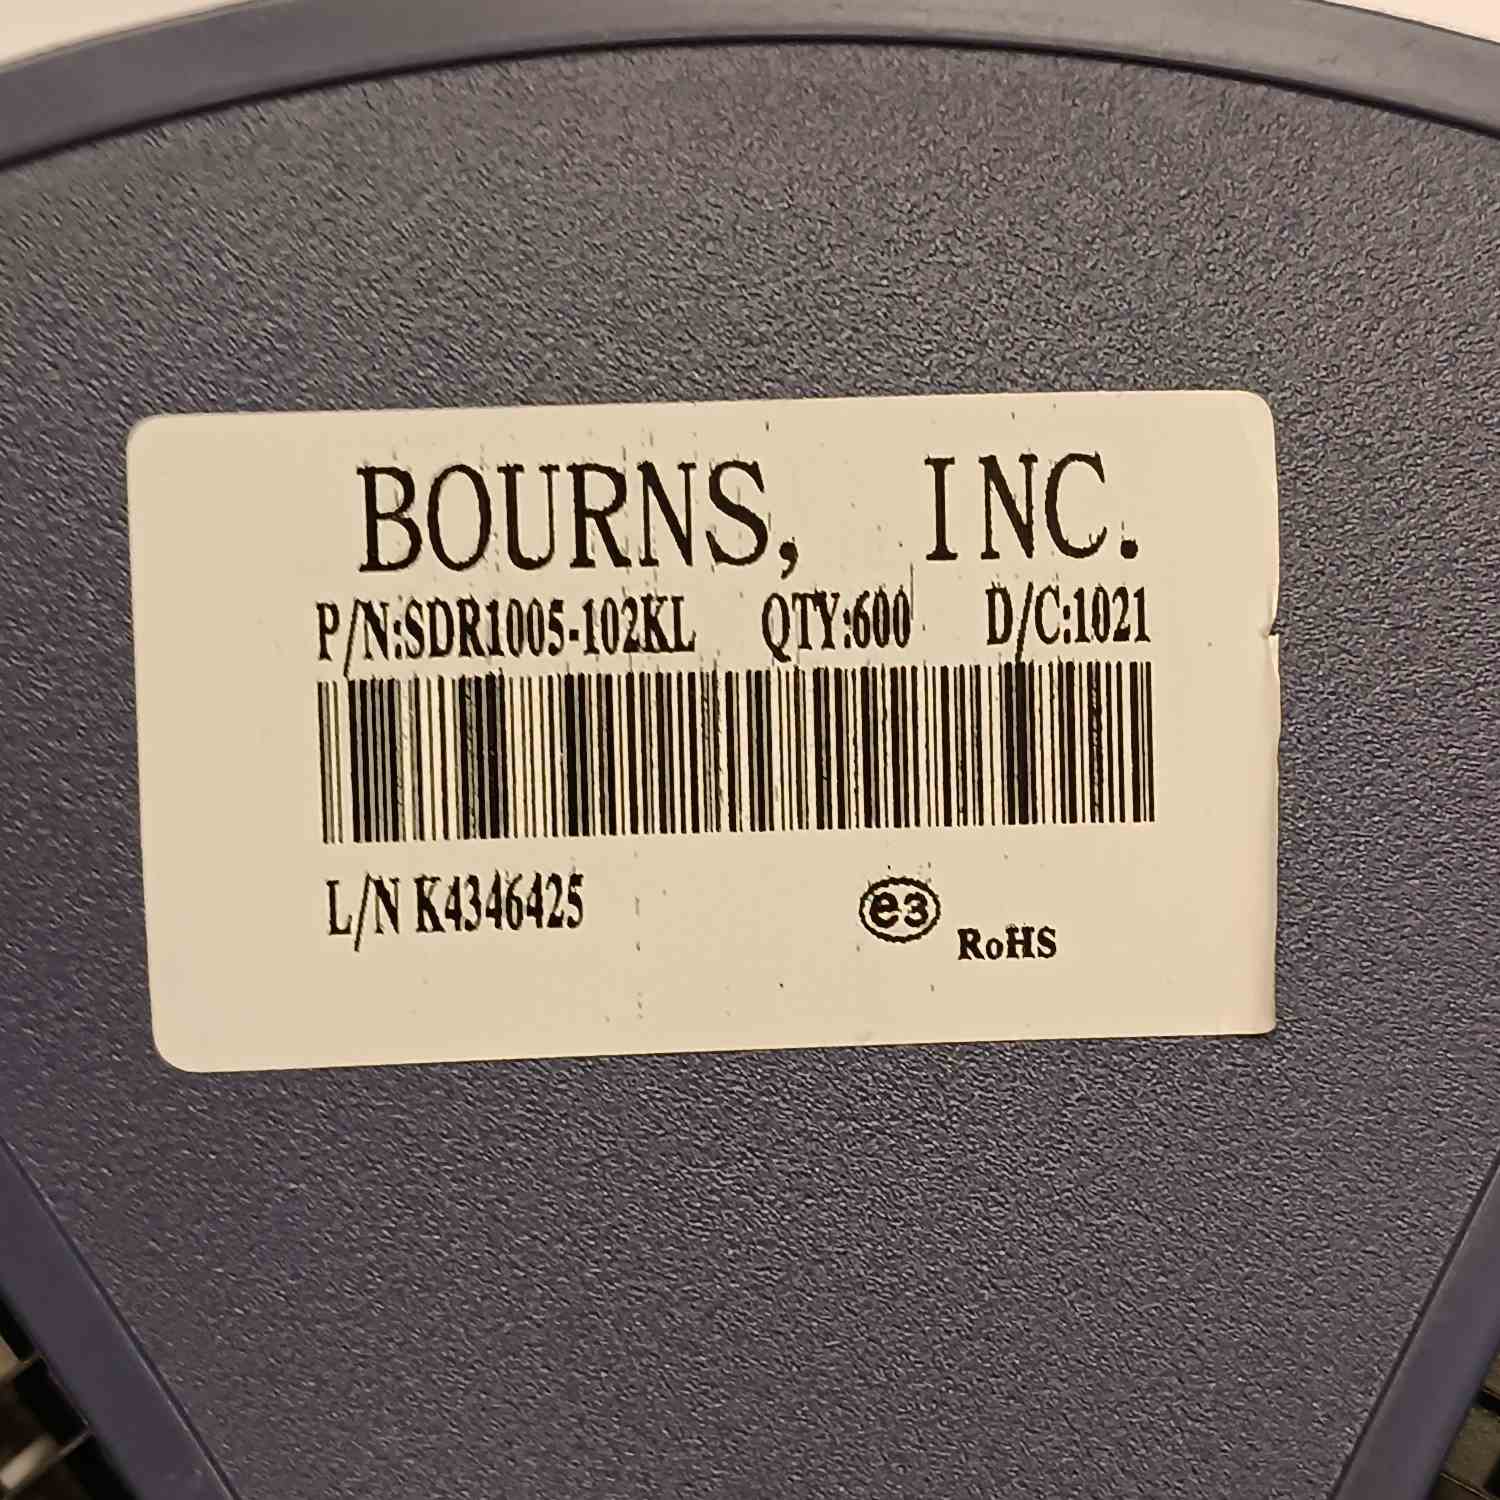 BOURNS, INC.
P/N:SDR1005-102KL QTY:600 D/C:1021
L/N K4346425
e3 RoHS